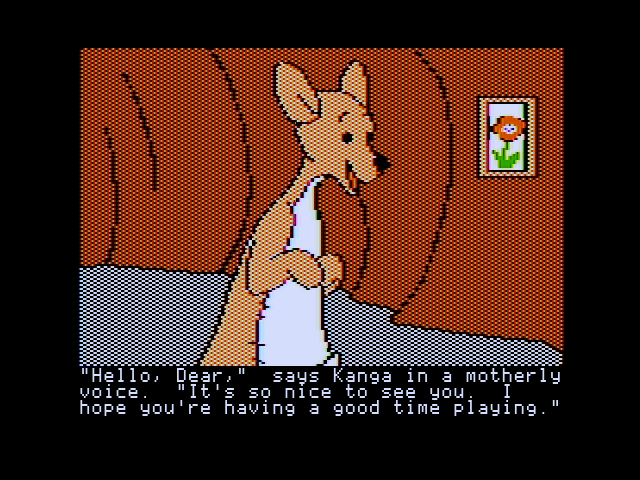 "Hello, Dear,"  says Kanga in a motherly
voice.  "It's so nice to see you.  I
hope you're having a good time playing."